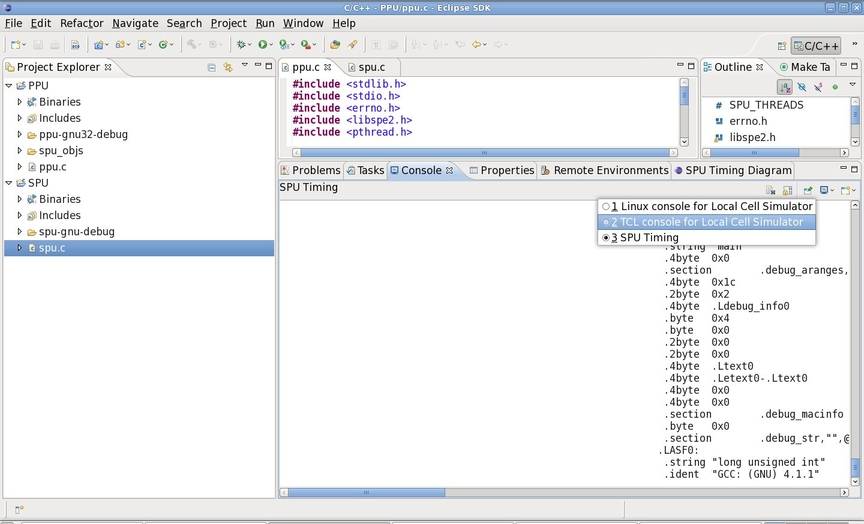 C/C++ - PPU/ppu.c - Eclipse SDK
File Edit Refactor Navigate Search Project Run Window Help
C/C++
Project Explorer
PPU
Binaries
Includes
ppu-gnu32-debug
spu_objs
ppu.c
SPU
Binaries
Includes
spu-gnu-debug
spu.c
ppu.c spu.c
#include <stdlib.h>
#include <stdio.h>
#include <errno.h>
#include <libspe2.h>
#include <pthread.h>
Outline Make Ta
SPU_THREADS
errno.h
libspe2.h
Problems Tasks Console Properties Remote Environments SPU Timing Diagram
SPU Timing
1 Linux console for Local Cell Simulator
2 TCL console for Local Cell Simulator
3 SPU Timing
.string "main"
.4byte 0x0
.section .debug_aranges,
.4byte 0x1c
.2byte 0x2
.4byte .Ldebug_info0
.byte 0x4
.byte 0x0
.2byte 0x0
.2byte 0x0
.4byte .Ltext0
.4byte .Letext0-.Ltext0
.4byte 0x0
.4byte 0x0
.section .debug_macinfo
.byte 0x0
.section .debug_str,"",@
.LASF0:
.string "long unsigned int"
.ident "GCC: (GNU) 4.1.1"